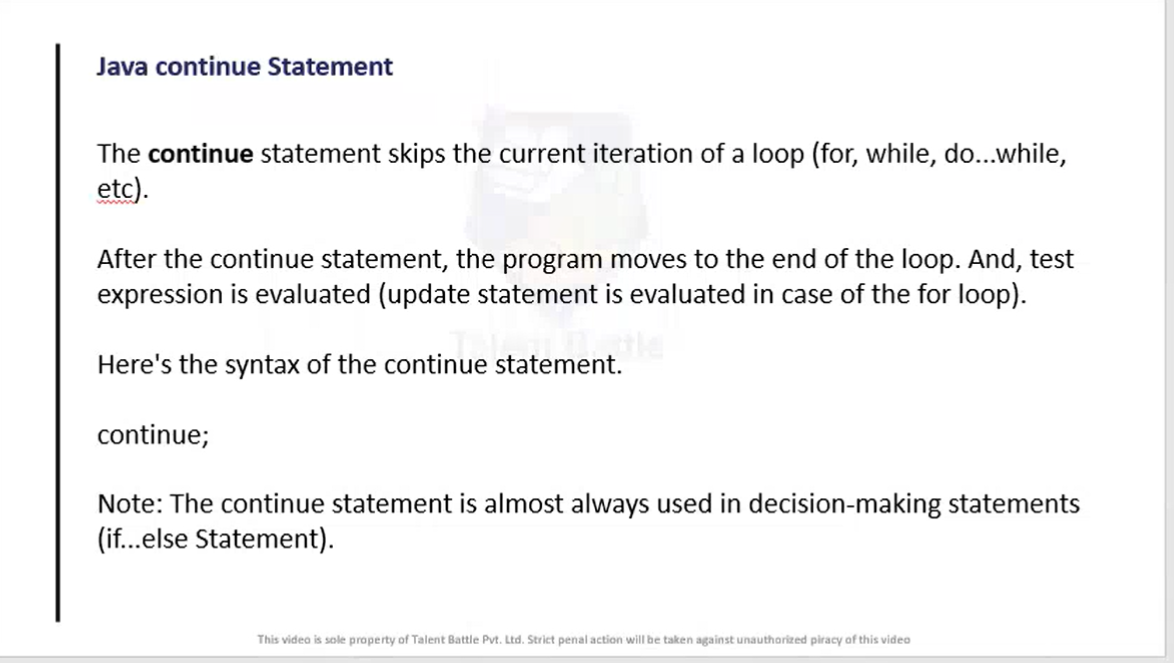 Java continue Statement
The continue statement skips the current iteration of a loop (for, while, do...while,
etc).
After the continue statement, the program moves to the end of the loop. And, test
expression is evaluated (update statement is evaluated in case of the for loop).
Talent Battle
Here's the syntax of the continue statement.
continue;
Note: The continue statement is almost always used in decision-making statements
(if...else Statement).
This video is sole property of Talent Battle Pvt. Ltd. Strict penal action will be taken against unauthorized piracy of this video